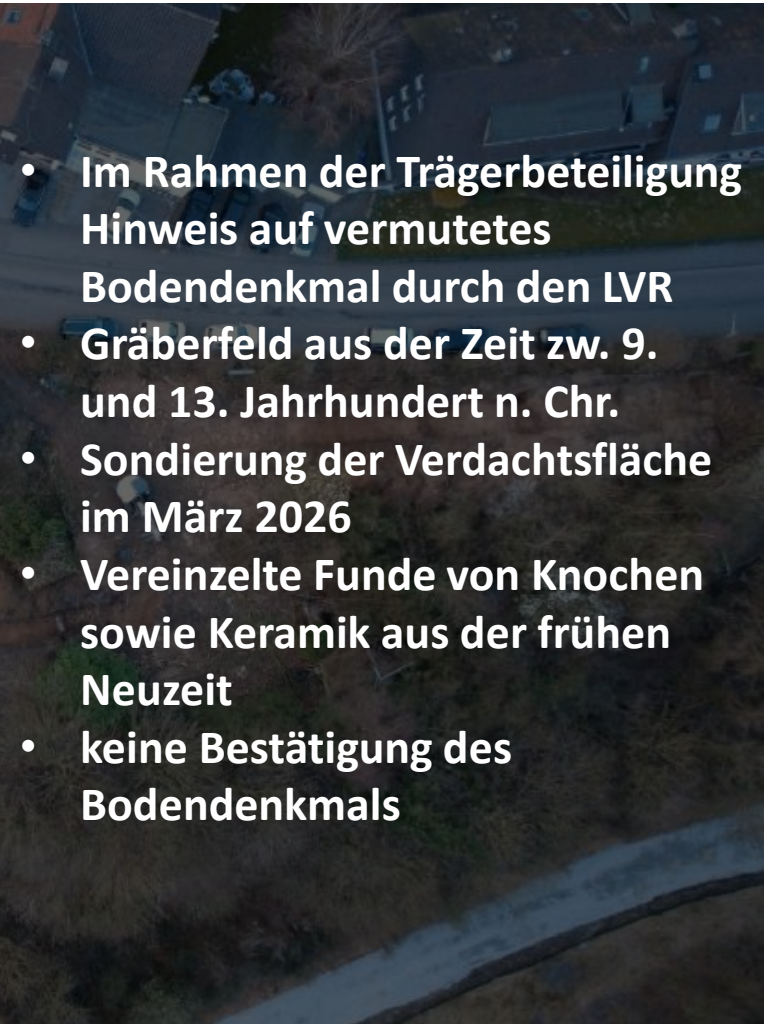 • Im Rahmen der Trägerbeteiligung
Hinweis auf vermutetes
Bodendenkmal durch den LVR
• Gräberfeld aus der Zeit zw. 9.
und 13. Jahrhundert n. Chr.
• Sondierung der Verdachtsfläche
im März 2026
• Vereinzelte Funde von Knochen
sowie Keramik aus der frühen
Neuzeit
• keine Bestätigung des
Bodendenkmals